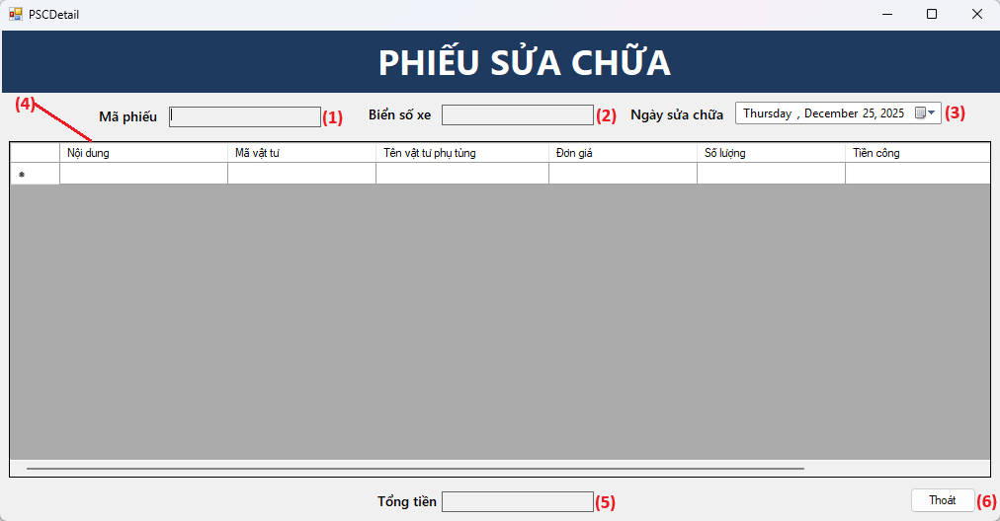 PSCDetail
PHIẾU SỬA CHỮA
(4)
Mã phiếu (1) Biển số xe (2) Ngày sửa chữa Thursday , December 25, 2025 (3)
Nội dung Mã vật tư Tên vật tư phụ tùng Đơn giá Số lượng Tiền công
Tổng tiền (5) Thoát (6)